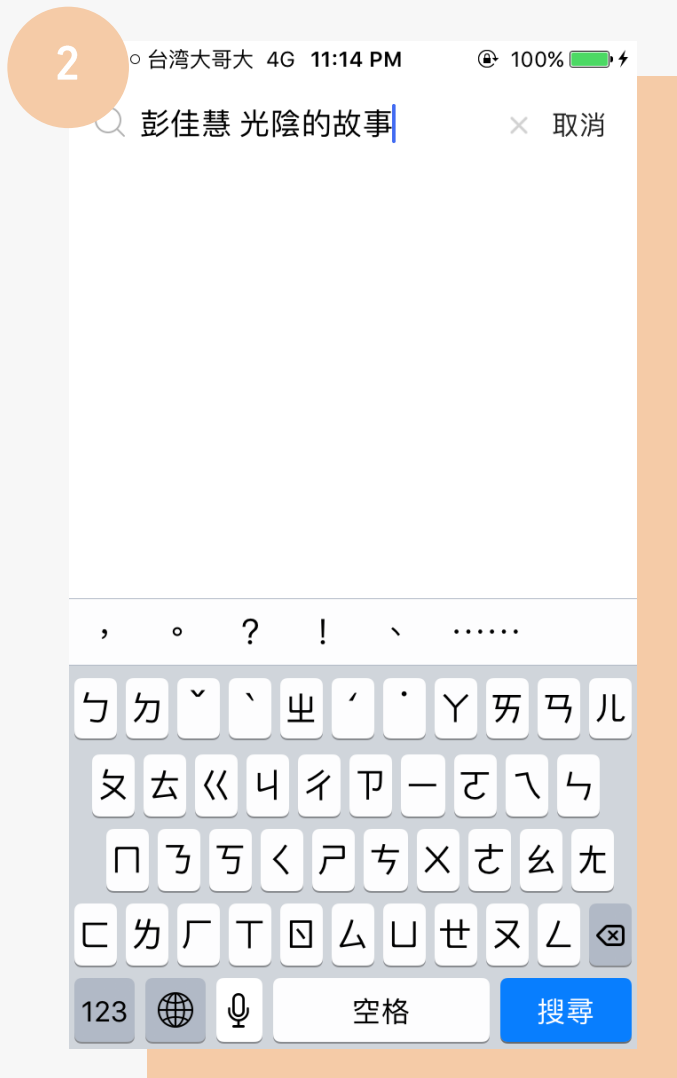 2
台湾大哥大 4G 11:14 PM 100%
彭佳慧 光陰的故事 × 取消
， 。 ? ! 、 ……
ㄅ ㄉ ˇ ˋ ㄓ ˊ ˙ ㄚ ㄞ ㄢ ㄦ
ㄆ ㄊ ㄍ ㄐ ㄔ ㄗ ㄧ ㄛ ㄟ ㄣ
ㄇ ㄋ ㄎ ㄑ ㄕ ㄘ ㄨ ㄜ ㄠ ㄤ
ㄈ ㄌ ㄏ ㄒ ㄖ ㄙ ㄩ ㄝ ㄡ ㄥ
123 空格 搜尋